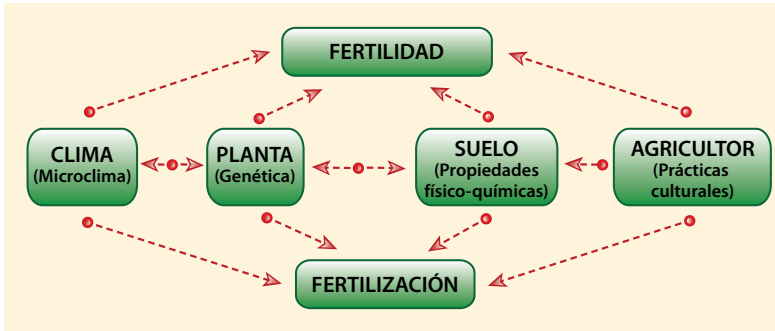 FERTILIDAD
CLIMA
(Microclima)
PLANTA
(Genética)
SUELO
(Propiedades
físico-químicas)
AGRICULTOR
(Prácticas
culturales)
FERTILIZACIÓN